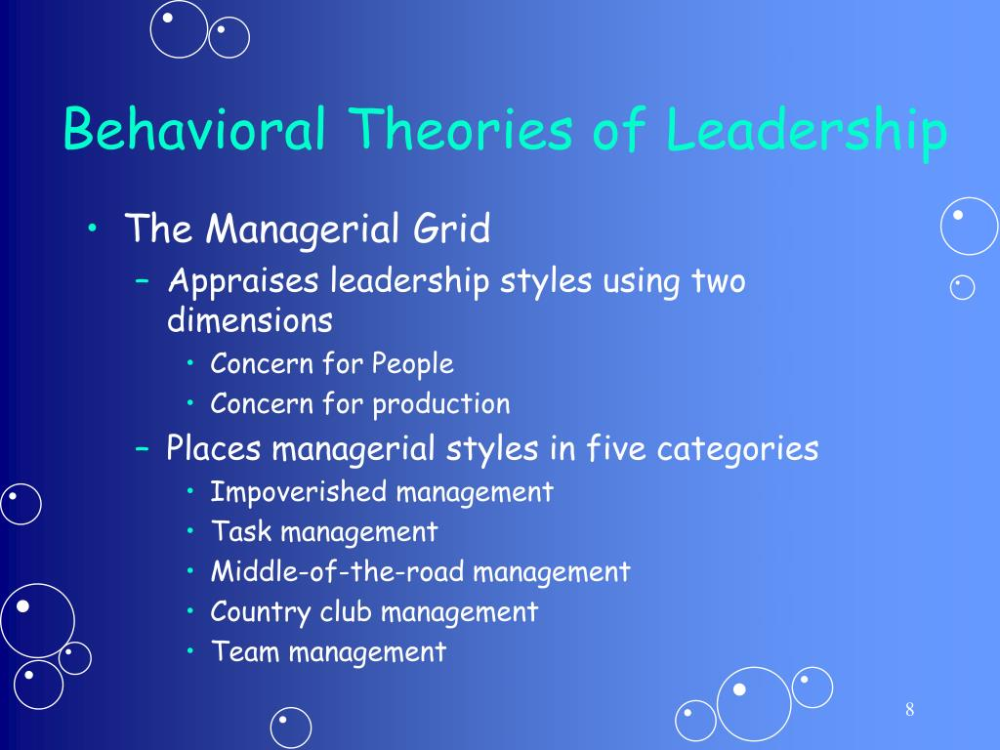 Behavioral Theories of Leadership
• The Managerial Grid
– Appraises leadership styles using two
dimensions
• Concern for People
• Concern for production
– Places managerial styles in five categories
• Impoverished management
• Task management
• Middle-of-the-road management
• Country club management
• Team management
8